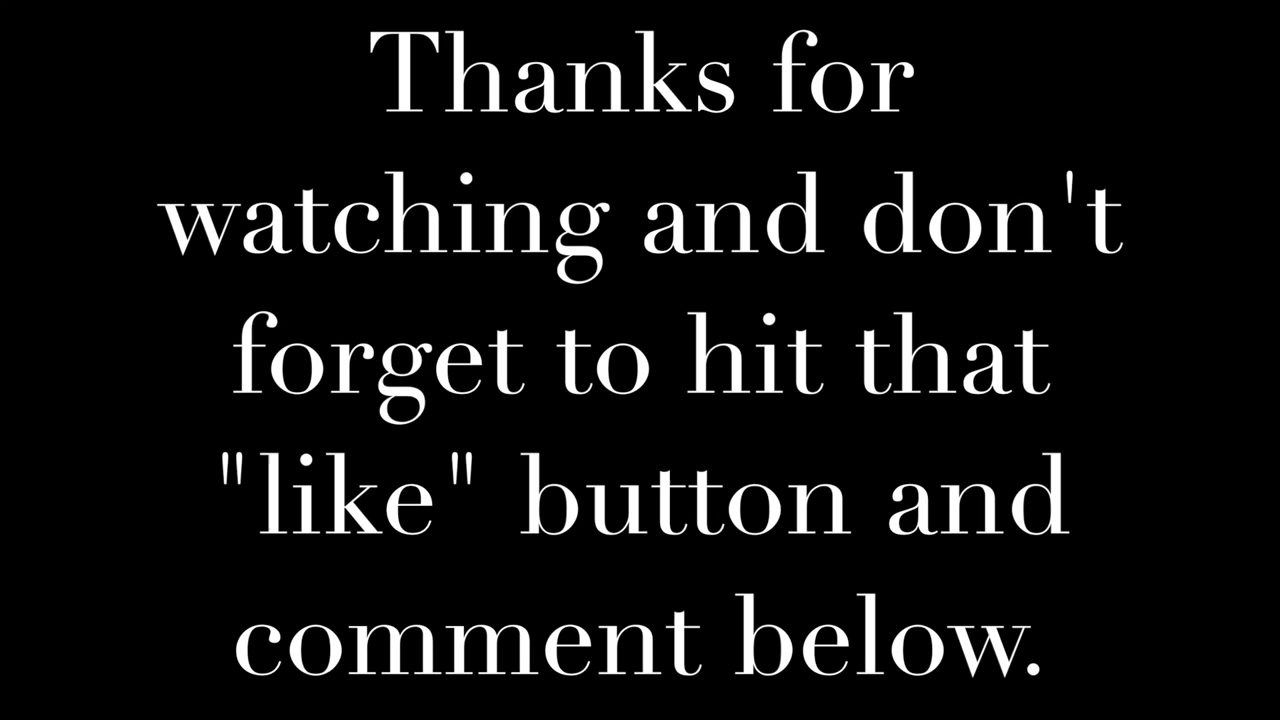 Thanks for
watching and don't
forget to hit that
"like" button and
comment below.